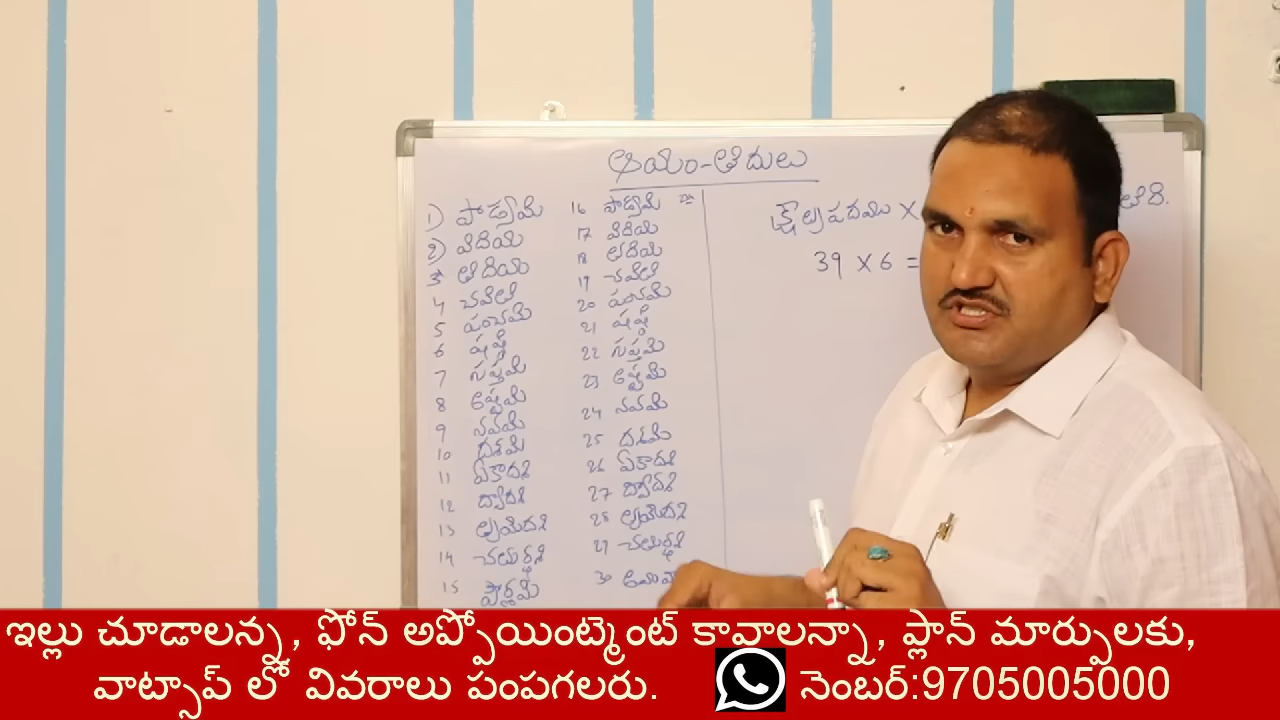 ఆయం-తిదులు
1) పాడ్యమి
2) విదియ
3 తదియ
4 చవితి
5 పంచమి
6 షష్ఠి
7 సప్తమి
8 అష్టమి
9 నవమి
10 దశమి
11 ఏకాదశి
12 ద్వాదశి
13 త్రయోదశి
14 చతుర్థశి
15 పౌర్ణమి
16 పాడ్యమి
17 విదియ
18 తదియ
19 చవితి
20 పంచమి
21 షష్ఠి
22 సప్తమి
23 అష్టమి
24 నవమి
25 దశమి
26 ఏకాదశి
27 ద్వాదశి
28 త్రయోదశి
29 చతుర్థశి
30
క్షేత్రపదము X
39 X 6 =
ఇల్లు చూడాలన్న, ఫోన్ అప్పోయింట్మెంట్ కావాలన్నా, ప్లాన్ మార్పులకు,
వాట్సాప్ లో వివరాలు పంపగలరు. నెంబర్:9705005000